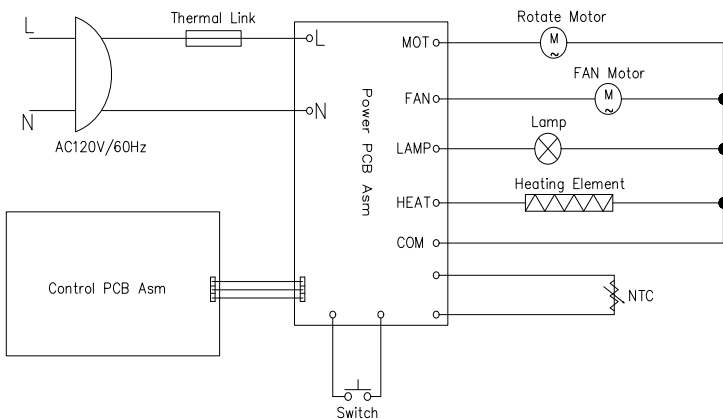 Thermal Link
L
L
N
N
AC120V/60Hz
Power PCB Asm
Rotate Motor
MOT
M
~
FAN Motor
FAN
M
~
Lamp
LAMP
Heating Element
HEAT
COM
NTC
Control PCB Asm
Switch